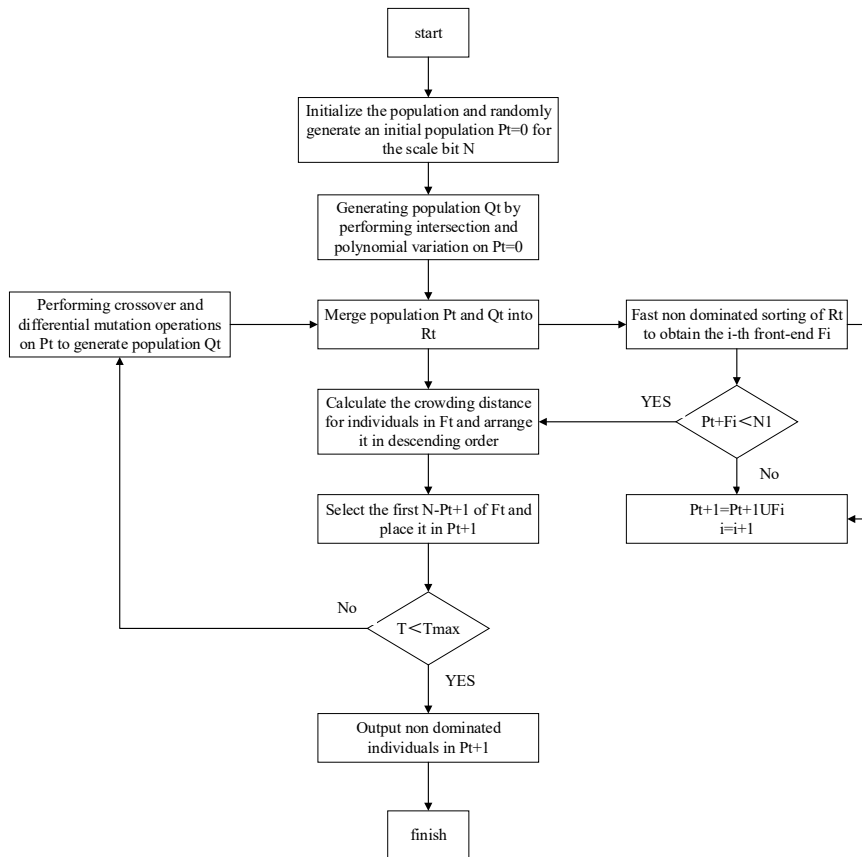 start
Initialize the population and randomly
generate an initial population Pt=0 for
the scale bit N
Generating population Qt by
performing intersection and
polynomial variation on Pt=0
Performing crossover and
differential mutation operations
on Pt to generate population Qt
Merge population Pt and Qt into
Rt
Fast non dominated sorting of Rt
to obtain the i-th front-end Fi
Calculate the crowding distance
for individuals in Ft and arrange
it in descending order
YES
Pt+Fi<N1
No
Select the first N-Pt+1 of Ft and
place it in Pt+1
Pt+1=Pt+1UFi
i=i+1
No
T<Tmax
YES
Output non dominated
individuals in Pt+1
finish